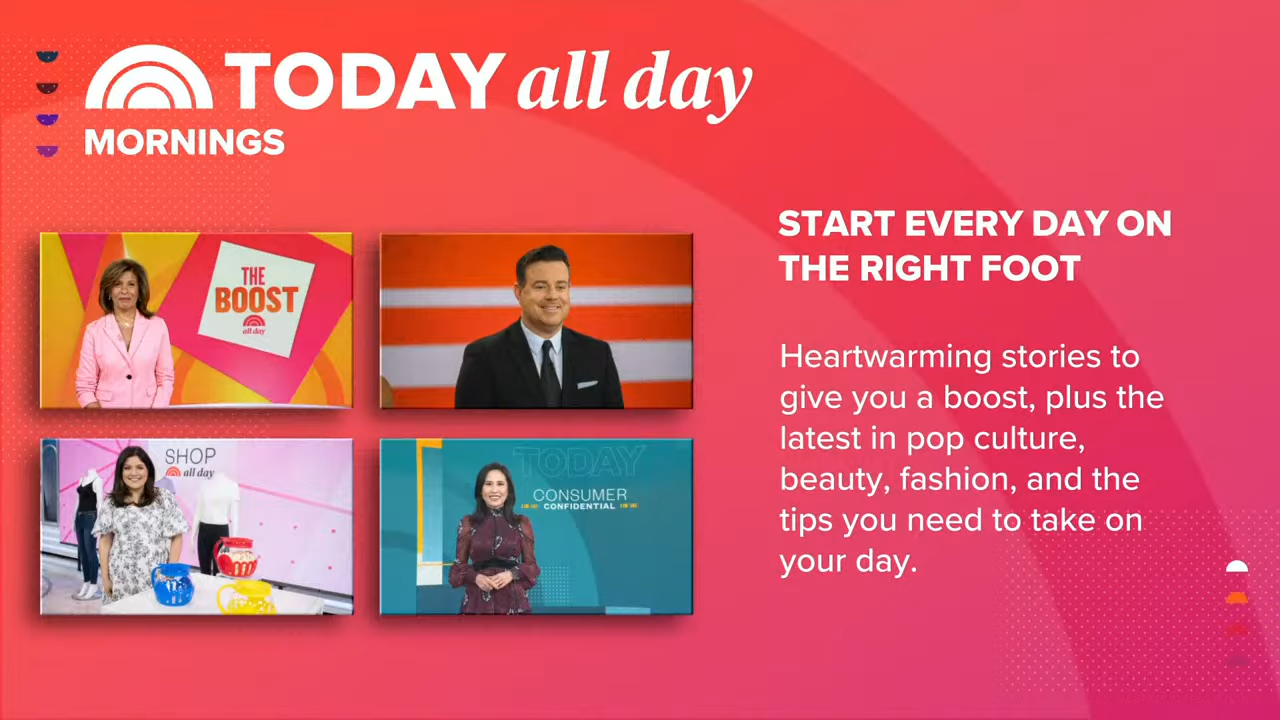 TODAY all day
MORNINGS
START EVERY DAY ON
THE RIGHT FOOT
Heartwarming stories to
give you a boost, plus the
latest in pop culture,
beauty, fashion, and the
tips you need to take on
your day.
THE
BOOST
all day
SHOP
all day
TODAY
CONSUMER
CONFIDENTIAL